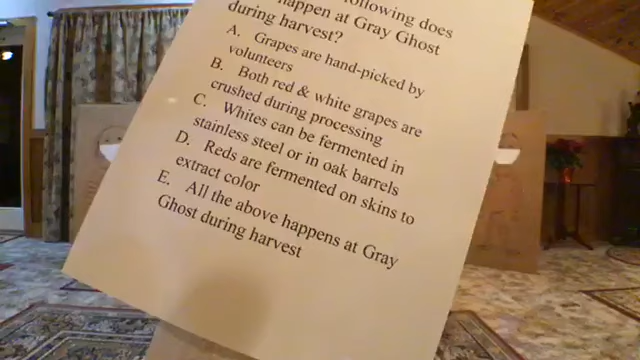 following does
happen at Gray Ghost
during harvest?
A. Grapes are hand-picked by
volunteers
B. Both red & white grapes are
crushed during processing
C. Whites can be fermented in
stainless steel or in oak barrels
D. Reds are fermented on skins to
extract color
E. All the above happens at Gray
Ghost during harvest